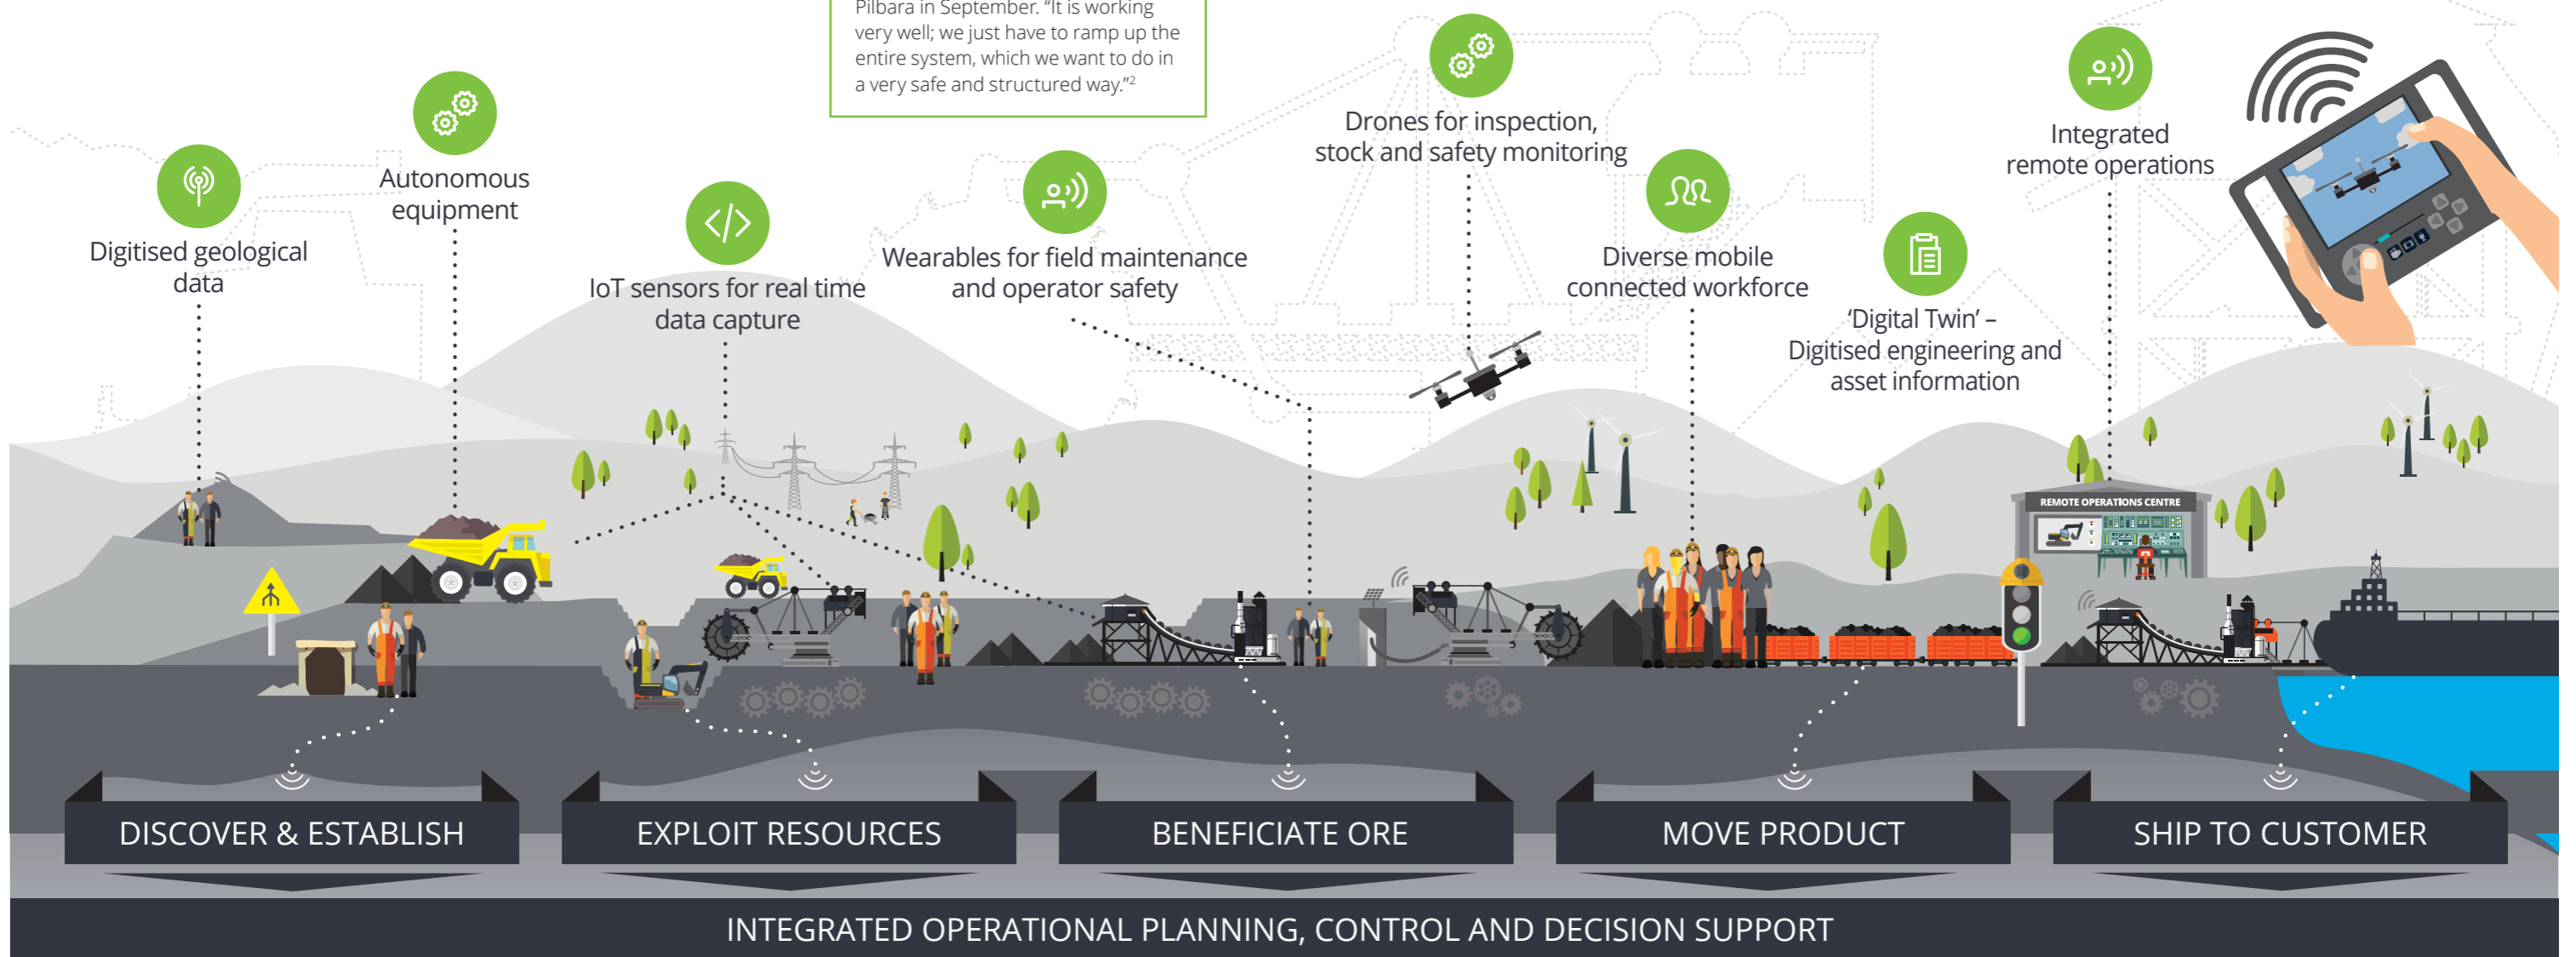 Pilbara in September. “It is working
very well; we just have to ramp up the
entire system, which we want to do in
a very safe and structured way.”2
Digitised geological
data
Autonomous
equipment
</>
IoT sensors for real time
data capture
Wearables for field maintenance
and operator safety
Drones for inspection,
stock and safety monitoring
Diverse mobile
connected workforce
‘Digital Twin’ –
Digitised engineering and
asset information
Integrated
remote operations
REMOTE OPERATIONS CENTRE
DISCOVER & ESTABLISH
EXPLOIT RESOURCES
BENEFICIATE ORE
MOVE PRODUCT
SHIP TO CUSTOMER
INTEGRATED OPERATIONAL PLANNING, CONTROL AND DECISION SUPPORT